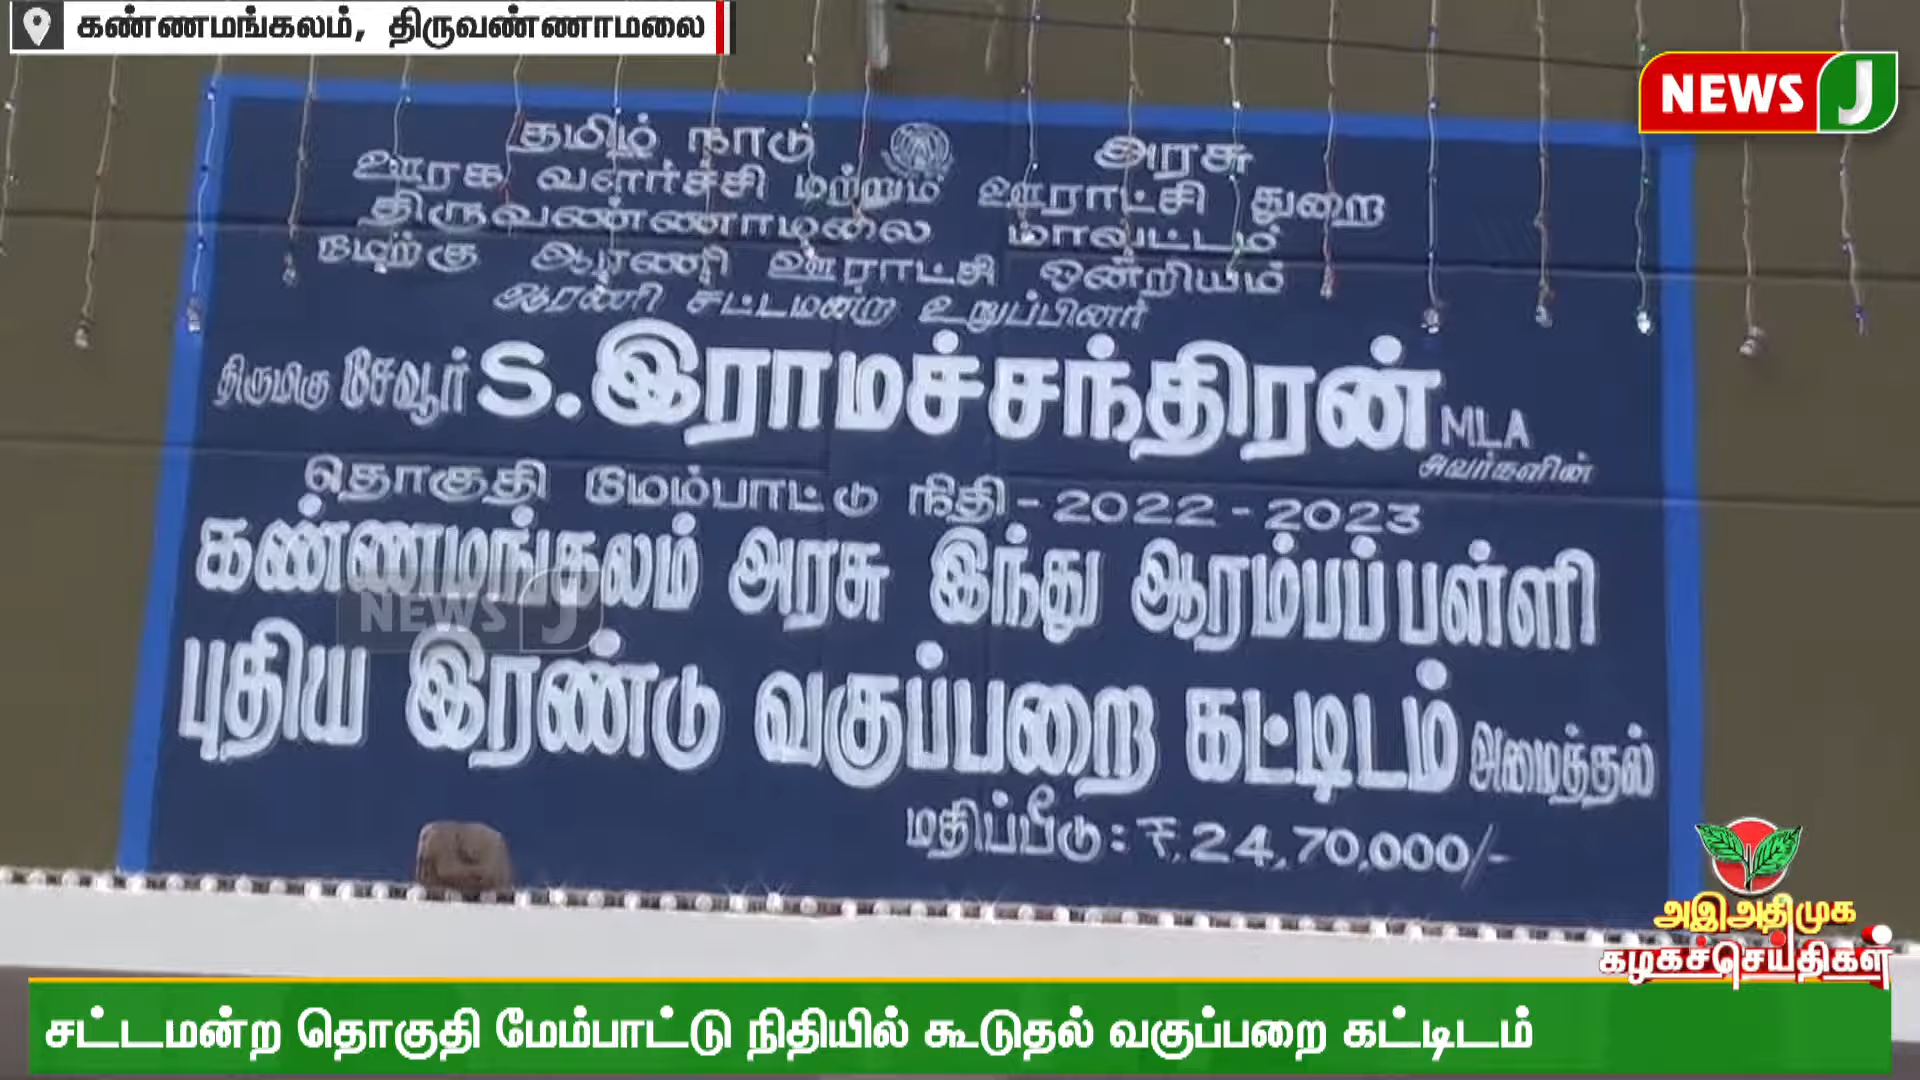 கண்ணமங்கலம், திருவண்ணாமலை
NEWS J
தமிழ் நாடு அரசு
ஊரக வளர்ச்சி மற்றும் ஊராட்சி துறை
திருவண்ணாமலை மாவட்டம்
மேற்கு ஆரணி ஊராட்சி ஒன்றியம்
ஆரணி சட்டமன்ற உறுப்பினர்
திருமிகு சேவூர் S.இராமச்சந்திரன் MLA
அவர்களின்
தொகுதி மேம்பாட்டு நிதி - 2022 - 2023
கண்ணமங்கலம் அரசு இந்து ஆரம்பப்பள்ளி
NEWS J
புதிய இரண்டு வகுப்பறை கட்டிடம் அமைத்தல்
மதிப்பீடு : ₹.24,70,000/-
அஇஅதிமுக
கழகச்செய்திகள்
சட்டமன்ற தொகுதி மேம்பாட்டு நிதியில் கூடுதல் வகுப்பறை கட்டிடம்